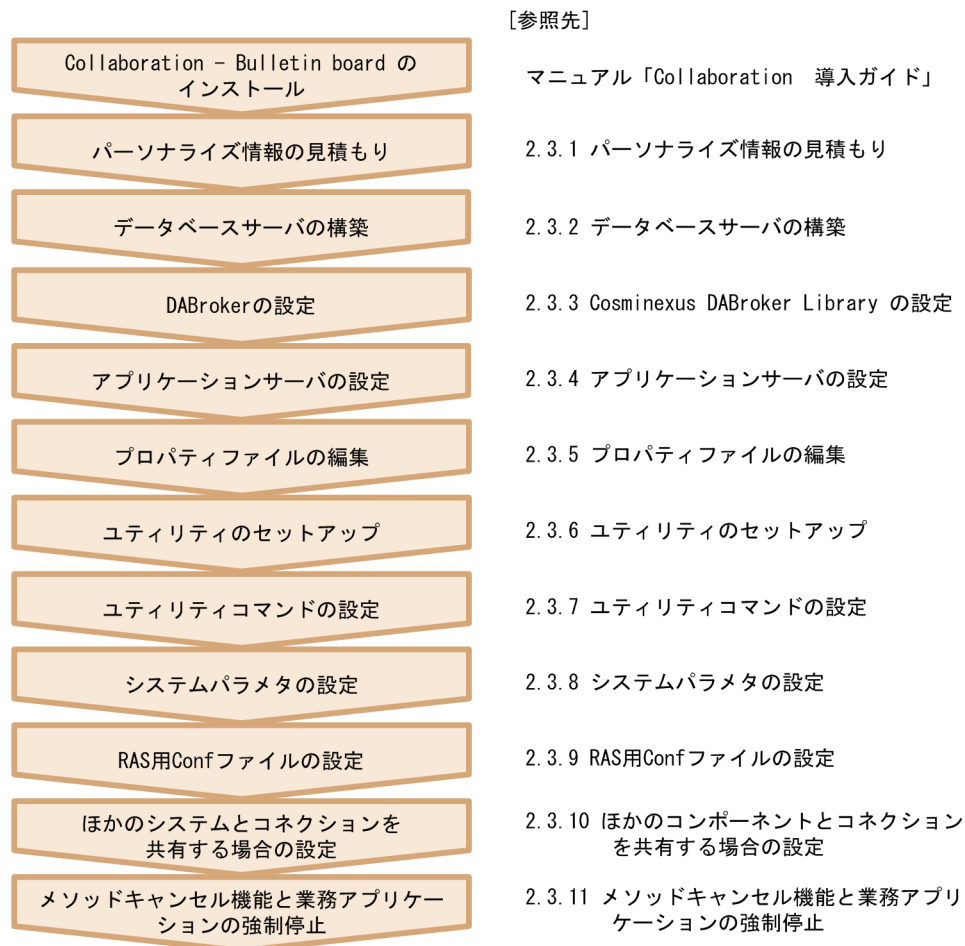 [参照先]
Collaboration - Bulletin board の
インストール
マニュアル「Collaboration 導入ガイド」
パーソナライズ情報の見積もり
2.3.1 パーソナライズ情報の見積もり
データベースサーバの構築
2.3.2 データベースサーバの構築
DABrokerの設定
2.3.3 Cosminexus DABroker Library の設定
アプリケーションサーバの設定
2.3.4 アプリケーションサーバの設定
プロパティファイルの編集
2.3.5 プロパティファイルの編集
ユティリティのセットアップ
2.3.6 ユティリティのセットアップ
ユティリティコマンドの設定
2.3.7 ユティリティコマンドの設定
システムパラメタの設定
2.3.8 システムパラメタの設定
RAS用Confファイルの設定
2.3.9 RAS用Confファイルの設定
ほかのシステムとコネクションを
共有する場合の設定
2.3.10 ほかのコンポーネントとコネクション
を共有する場合の設定
メソッドキャンセル機能と業務アプリケー
ションの強制停止
2.3.11 メソッドキャンセル機能と業務アプリ
ケーションの強制停止